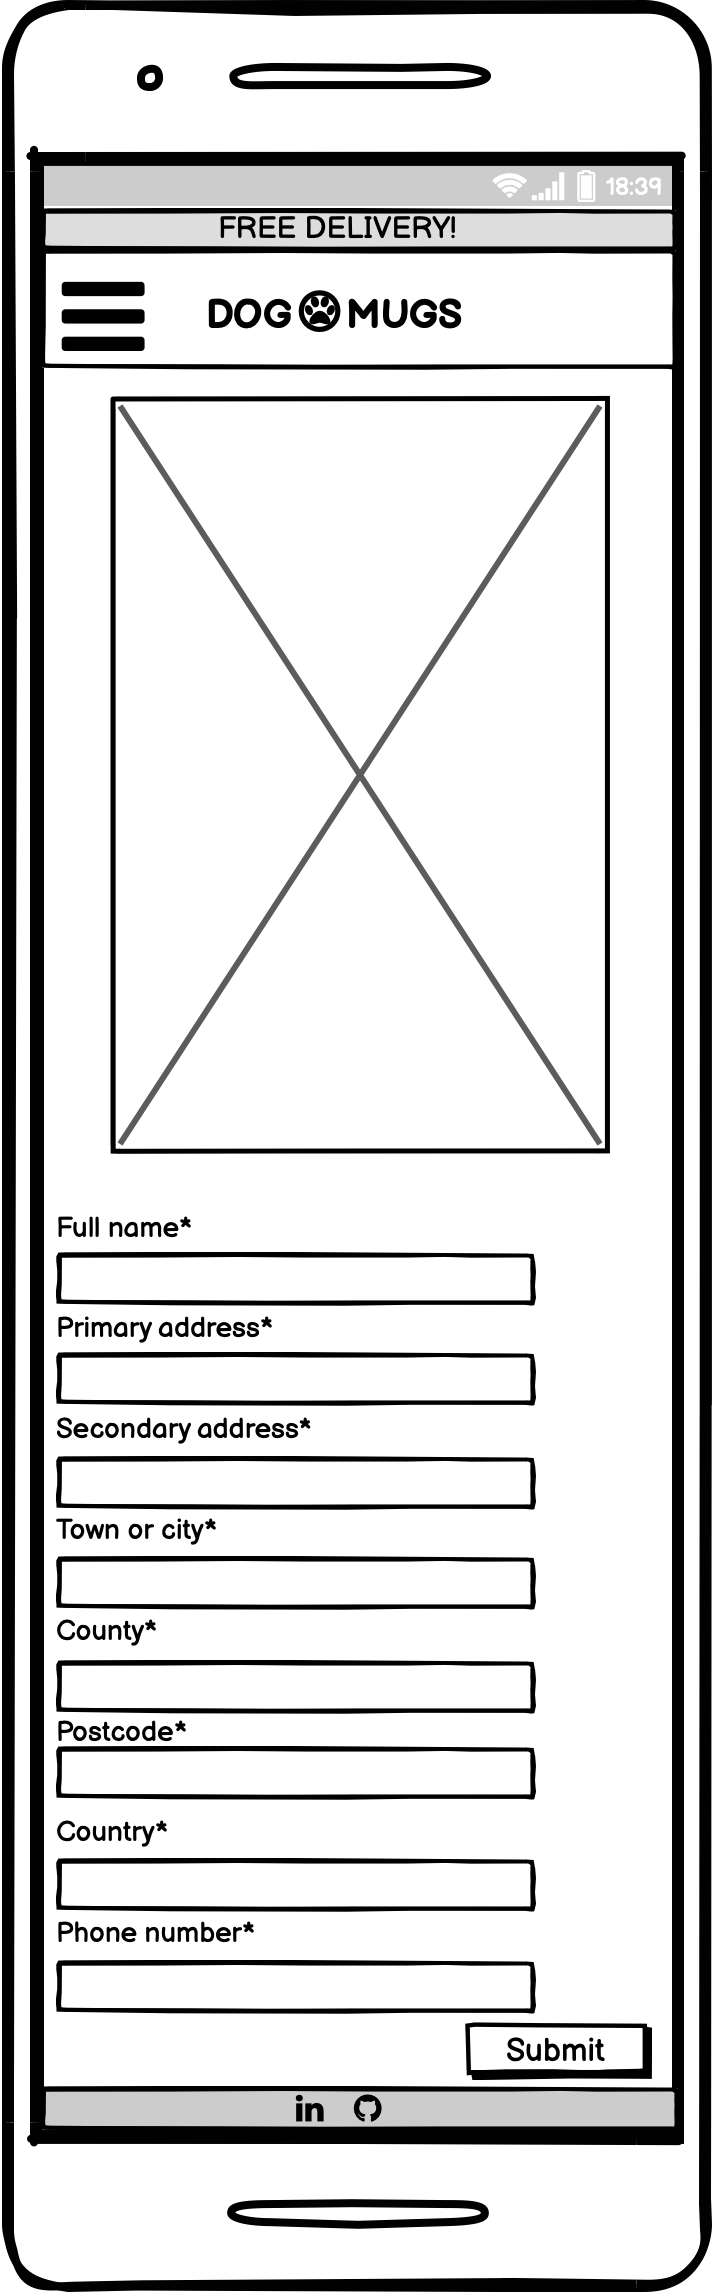 18:39
FREE DELIVERY!
DOG MUGS
Full name*
Primary address*
Secondary address*
Town or city*
County*
Postcode*
Country*
Phone number*
Submit
in